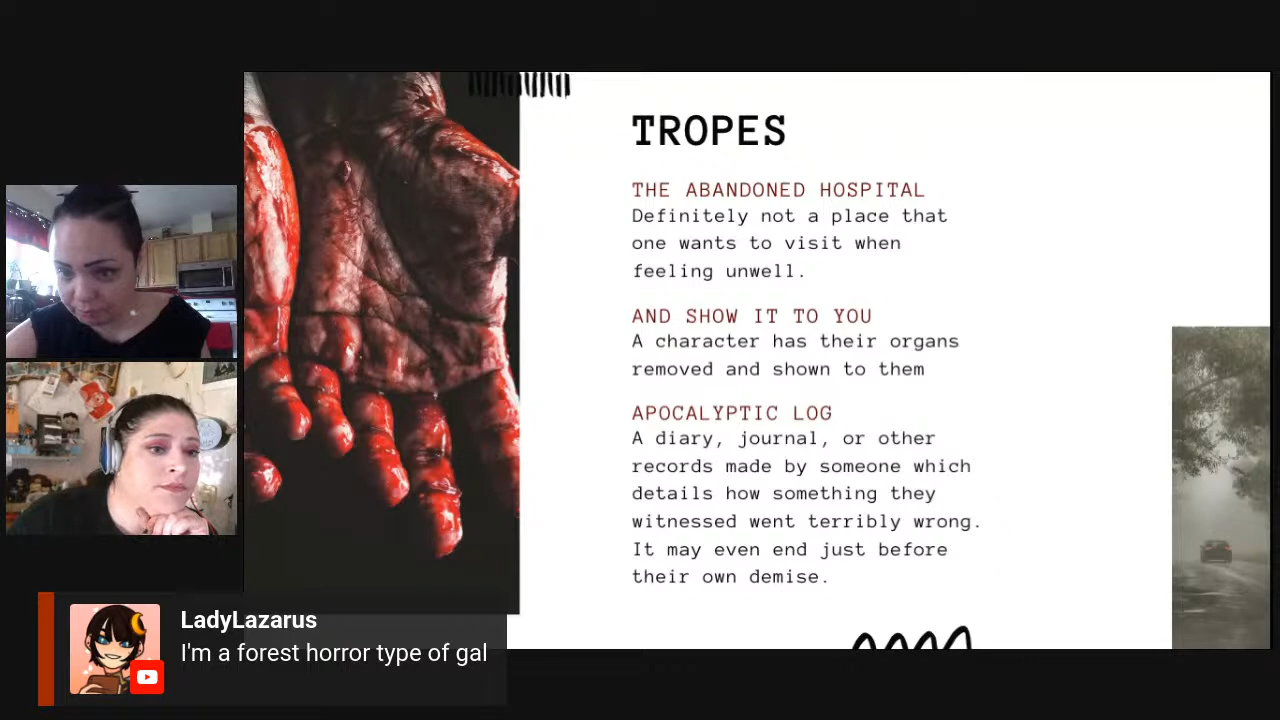 TROPES
THE ABANDONED HOSPITAL
Definitely not a place that
one wants to visit when
feeling unwell.
AND SHOW IT TO YOU
A character has their organs
removed and shown to them
APOCALYPTIC LOG
A diary, journal, or other
records made by someone which
details how something they
witnessed went terribly wrong.
It may even end just before
their own demise.
LadyLazarus
I'm a forest horror type of gal